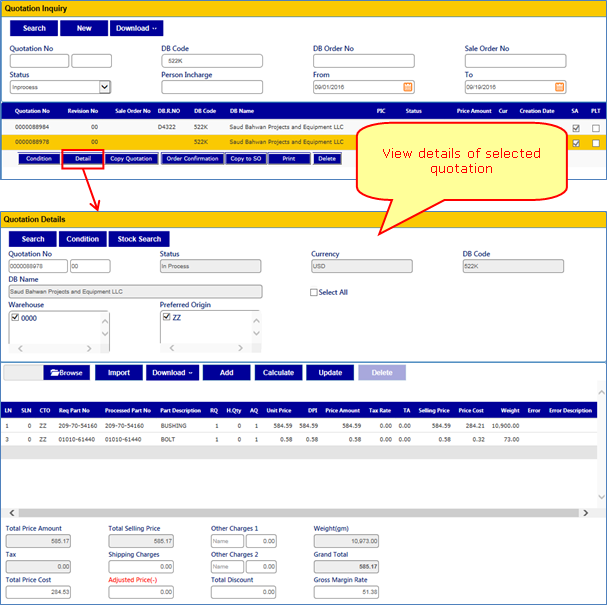 Quotation Inquiry
Search New Download
Quotation No DB Code DB Order No Sale Order No
522K
Status Person Incharge From To
Inprocess 09/01/2016 09/19/2016
Quotation No Revision No Sale Order No DB.R.NO DB Code DB Name PIC Status Price Amount Cur Creation Date SA PLT
0000088984 00 D4322 522K Saud Bahwan Projects and Equipment LLC
0000088978 00 522K Saud Bahwan Projects and Equipment LLC
Condition Detail Copy Quotation Order Confirmation Copy to SO Print Delete
View details of selected
quotation
Quotation Details
Search Condition Stock Search
Quotation No Status Currency DB Code
0000088978 00 In Process USD 522K
DB Name
Saud Bahwan Projects and Equipment LLC Select All
Warehouse Preferred Origin
0000 ZZ
Browse Import Download Add Calculate Update Delete
LN SLN CTO Req Part No Processed Part No Part Description RQ H.Qty AQ Unit Price DPI Price Amount Tax Rate TA Selling Price Price Cost Weight Error Error Description
1 0 ZZ 209-70-54160 209-70-54160 BUSHING 1 0 1 584.59 584.59 584.59 0.00 0.00 584.59 284.21 10,900.00
3 0 ZZ 01010-61440 01010-61440 BOLT 1 0 1 0.58 0.58 0.58 0.00 0.00 0.58 0.32 73.00
Total Price Amount Total Selling Price Other Charges 1 Weight(gm)
585.17 585.17 Name 0.00 10,973.00
Tax Shipping Charges Other Charges 2 Grand Total
0.00 0.00 Name 0.00 585.17
Total Price Cost Adjusted Price(-) Total Discount Gross Margin Rate
284.53 0.00 0.00 51.38